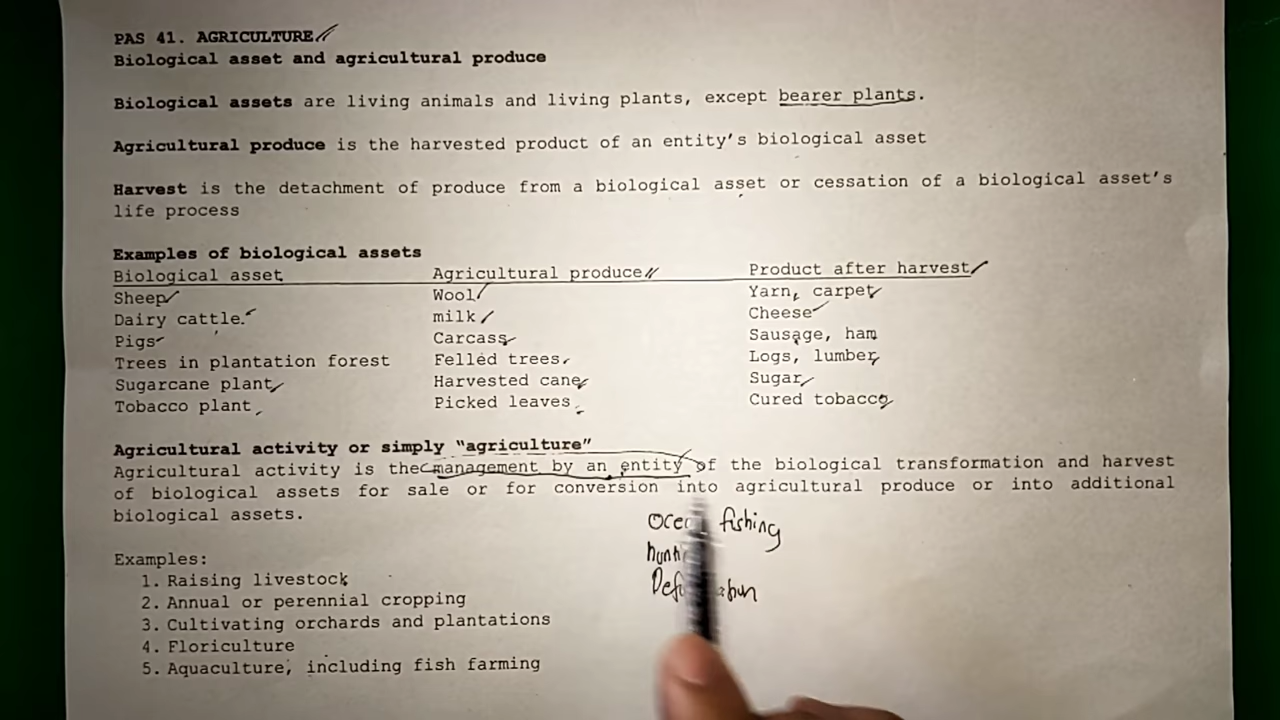 PAS 41. AGRICULTURE
Biological asset and agricultural produce
Biological assets are living animals and living plants, except bearer plants.
Agricultural produce is the harvested product of an entity's biological asset
Harvest is the detachment of produce from a biological asset or cessation of a biological asset's
life process
Examples of biological assets
Biological asset Agricultural produce Product after harvest
Sheep Wool Yarn, carpet
Dairy cattle. milk Cheese
Pigs Carcass Sausage, ham
Trees in plantation forest Felled trees Logs, lumber
Sugarcane plant Harvested cane Sugar
Tobacco plant Picked leaves Cured tobacco
Agricultural activity or simply "agriculture"
Agricultural activity is the management by an entity of the biological transformation and harvest
of biological assets for sale or for conversion into agricultural produce or into additional
biological assets.
fishing
Examples:
1. Raising livestock
2. Annual or perennial cropping
3. Cultivating orchards and plantations
4. Floriculture
5. Aquaculture, including fish farming